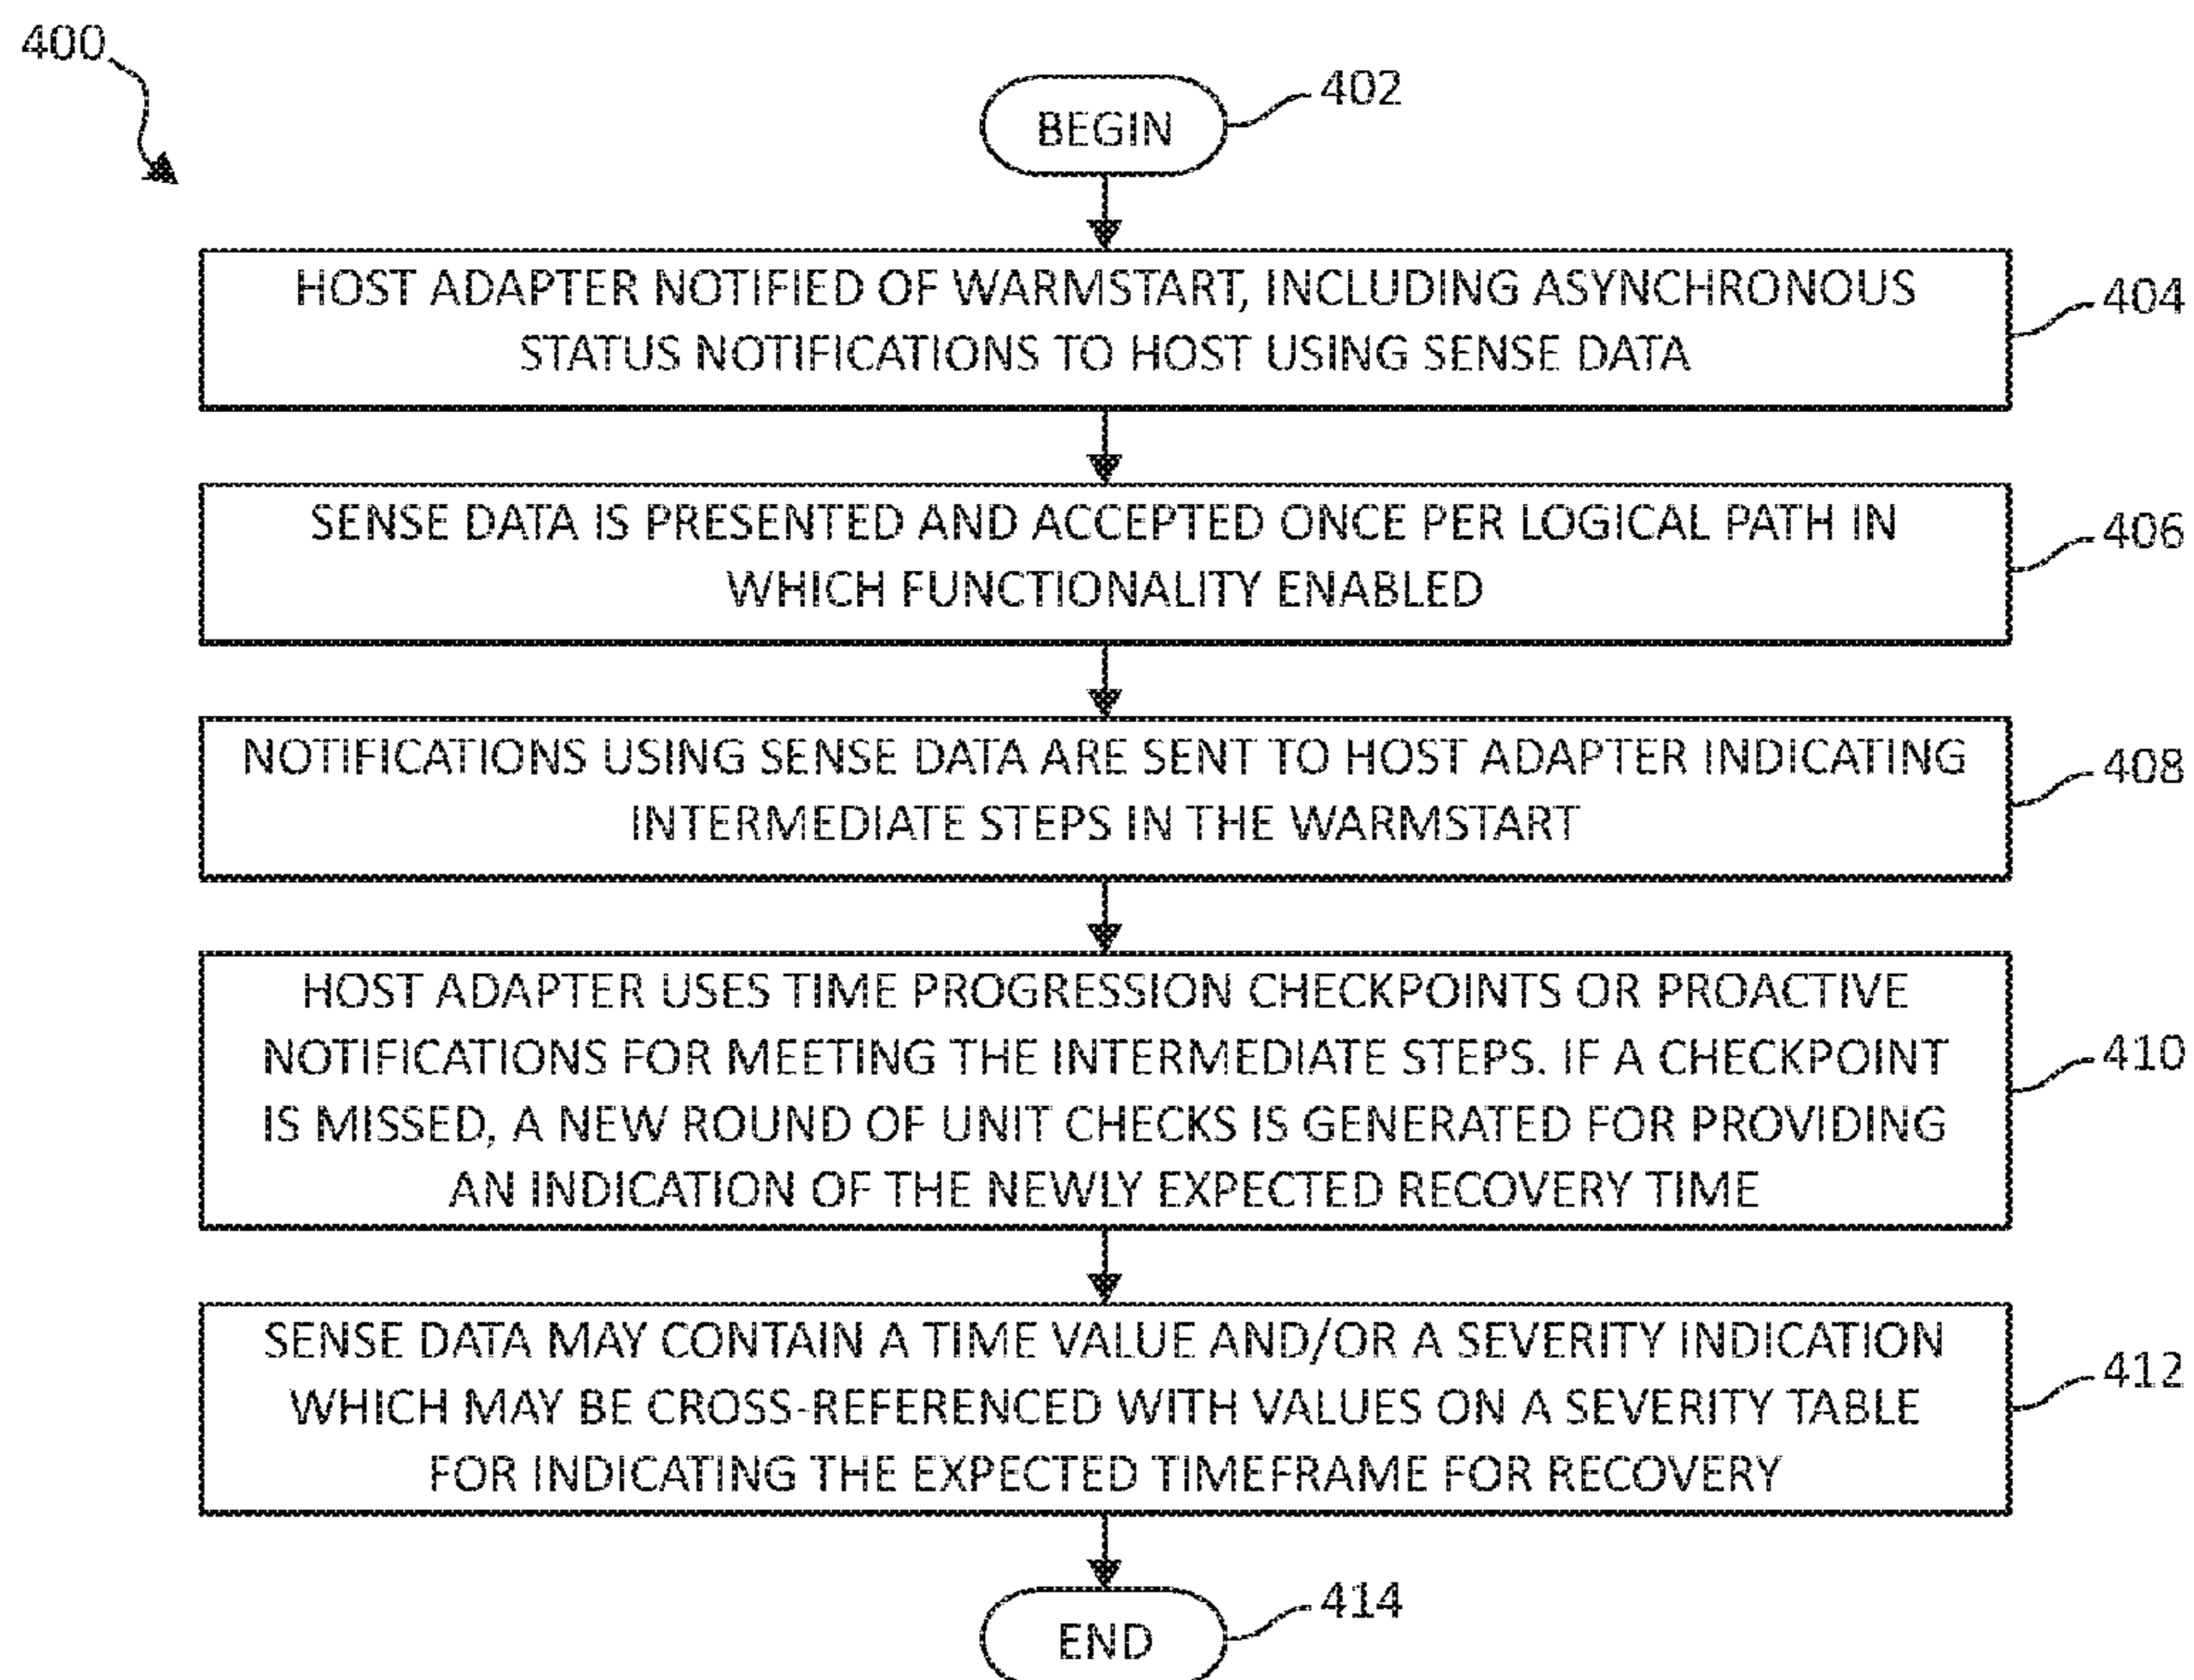 400
BEGIN
402
HOST ADAPTER NOTIFIED OF WARMSTART, INCLUDING ASYNCHRONOUS
STATUS NOTIFICATIONS TO HOST USING SENSE DATA
404
SENSE DATA IS PRESENTED AND ACCEPTED ONCE PER LOGICAL PATH IN
WHICH FUNCTIONALITY ENABLED
406
NOTIFICATIONS USING SENSE DATA ARE SENT TO HOST ADAPTER INDICATING
INTERMEDIATE STEPS IN THE WARMSTART
408
HOST ADAPTER USES TIME PROGRESSION CHECKPOINTS OR PROACTIVE
NOTIFICATIONS FOR MEETING THE INTERMEDIATE STEPS. IF A CHECKPOINT
IS MISSED, A NEW ROUND OF UNIT CHECKS IS GENERATED FOR PROVIDING
AN INDICATION OF THE NEWLY EXPECTED RECOVERY TIME
410
SENSE DATA MAY CONTAIN A TIME VALUE AND/OR A SEVERITY INDICATION
WHICH MAY BE CROSS-REFERENCED WITH VALUES ON A SEVERITY TABLE
FOR INDICATING THE EXPECTED TIMEFRAME FOR RECOVERY
412
END
414